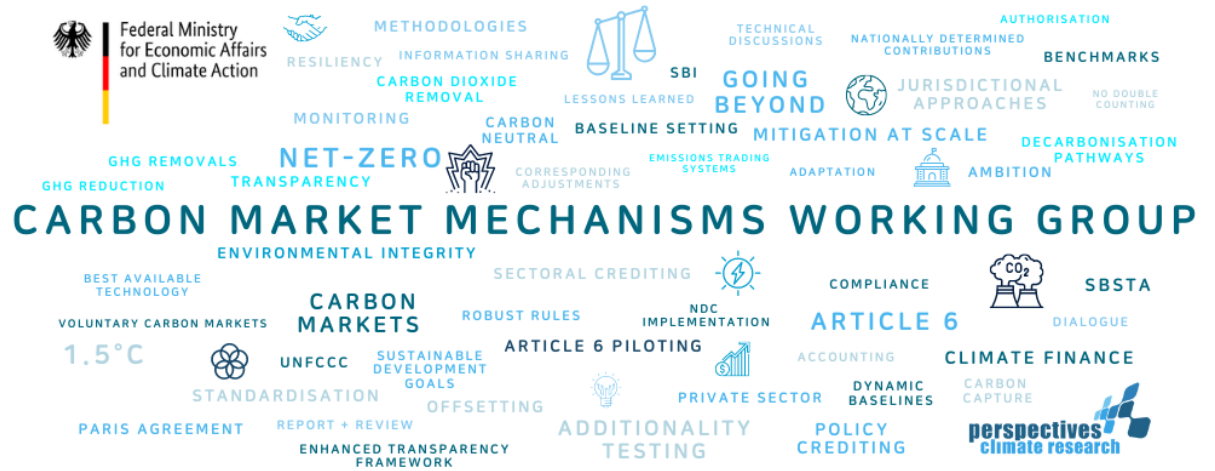 Federal Ministry
for Economic Affairs
and Climate Action
METHODOLOGIES
RESILIENCY
INFORMATION SHARING
CARBON DIOXIDE
REMOVAL
MONITORING
LESSONS LEARNED
SBI
TECHNICAL
DISCUSSIONS
NATIONALLY DETERMINED
CONTRIBUTIONS
AUTHORISATION
BENCHMARKS
GOING
BEYOND
JURISDICTIONAL
APPROACHES
NO DOUBLE
COUNTING
CARBON
NEUTRAL
BASELINE SETTING
MITIGATION AT SCALE
DECARBONISATION
PATHWAYS
GHG REMOVALS
NET-ZERO
GHG REDUCTION
TRANSPARENCY
CORRESPONDING
ADJUSTMENTS
EMISSIONS TRADING
SYSTEMS
ADAPTATION
AMBITION
CARBON MARKET MECHANISMS WORKING GROUP
ENVIRONMENTAL INTEGRITY
BEST AVAILABLE
TECHNOLOGY
SECTORAL CREDITING
COMPLIANCE
CO2
SBSTA
CARBON
MARKETS
VOLUNTARY CARBON MARKETS
ROBUST RULES
NDC
IMPLEMENTATION
ARTICLE 6
DIALOGUE
1.5°C
UNFCCC
SUSTAINABLE
DEVELOPMENT
GOALS
ARTICLE 6 PILOTING
ACCOUNTING
CLIMATE FINANCE
STANDARDISATION
OFFSETTING
PRIVATE SECTOR
DYNAMIC
BASELINES
CARBON
CAPTURE
PARIS AGREEMENT
REPORT + REVIEW
ENHANCED TRANSPARENCY
FRAMEWORK
ADDITIONALITY
TESTING
POLICY
CREDITING
perspectives
climate research